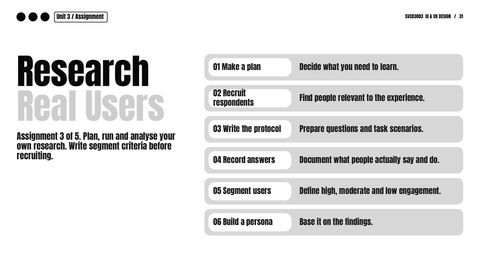 Unit 3 / Assignment
SVCB3003 UI & UX DESIGN / 31
Research
Real Users
Assignment 3 of 5. Plan, run and analyse your
own research. Write segment criteria before
recruiting.
01 Make a plan
Decide what you need to learn.
02 Recruit
respondents
Find people relevant to the experience.
03 Write the protocol
Prepare questions and task scenarios.
04 Record answers
Document what people actually say and do.
05 Segment users
Define high, moderate and low engagement.
06 Build a persona
Base it on the findings.